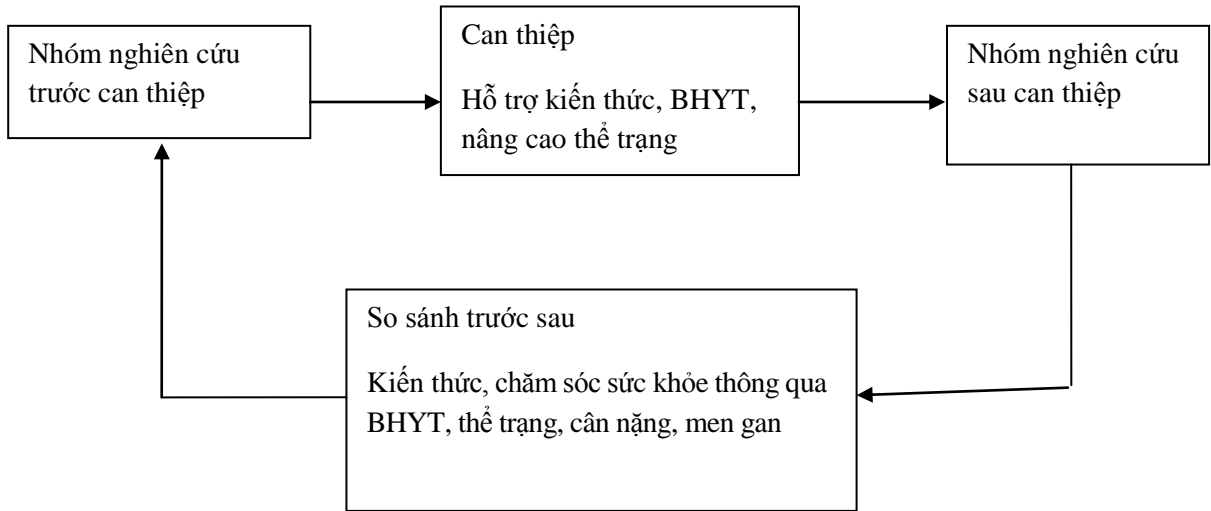 Nhóm nghiên cứu
trước can thiệp
Can thiệp
Hỗ trợ kiến thức, BHYT,
nâng cao thể trạng
Nhóm nghiên cứu
sau can thiệp
So sánh trước sau
Kiến thức, chăm sóc sức khỏe thông qua
BHYT, thể trạng, cân nặng, men gan